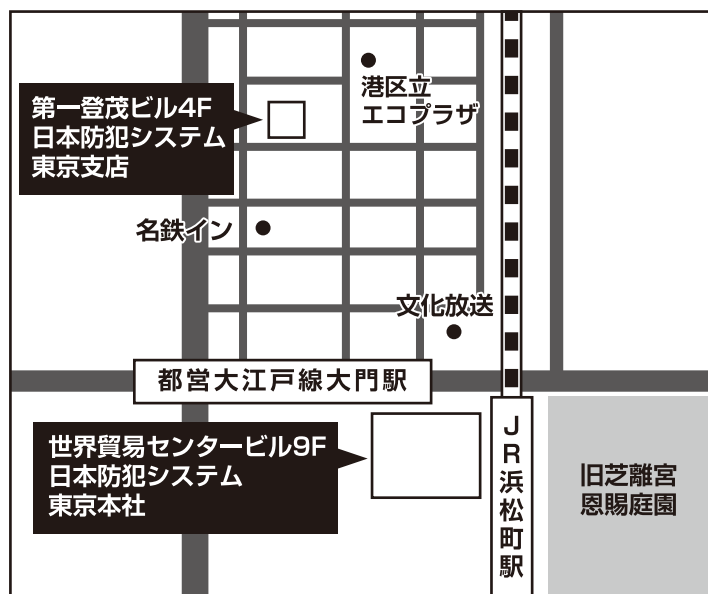 港区立
エコプラザ
第一登茂ビル4F
日本防犯システム
東京支店
名鉄イン
文化放送
都営大江戸線大門駅
世界貿易センタービル9F
日本防犯システム
東京本社
JR浜松町駅
旧芝離宮
恩賜庭園